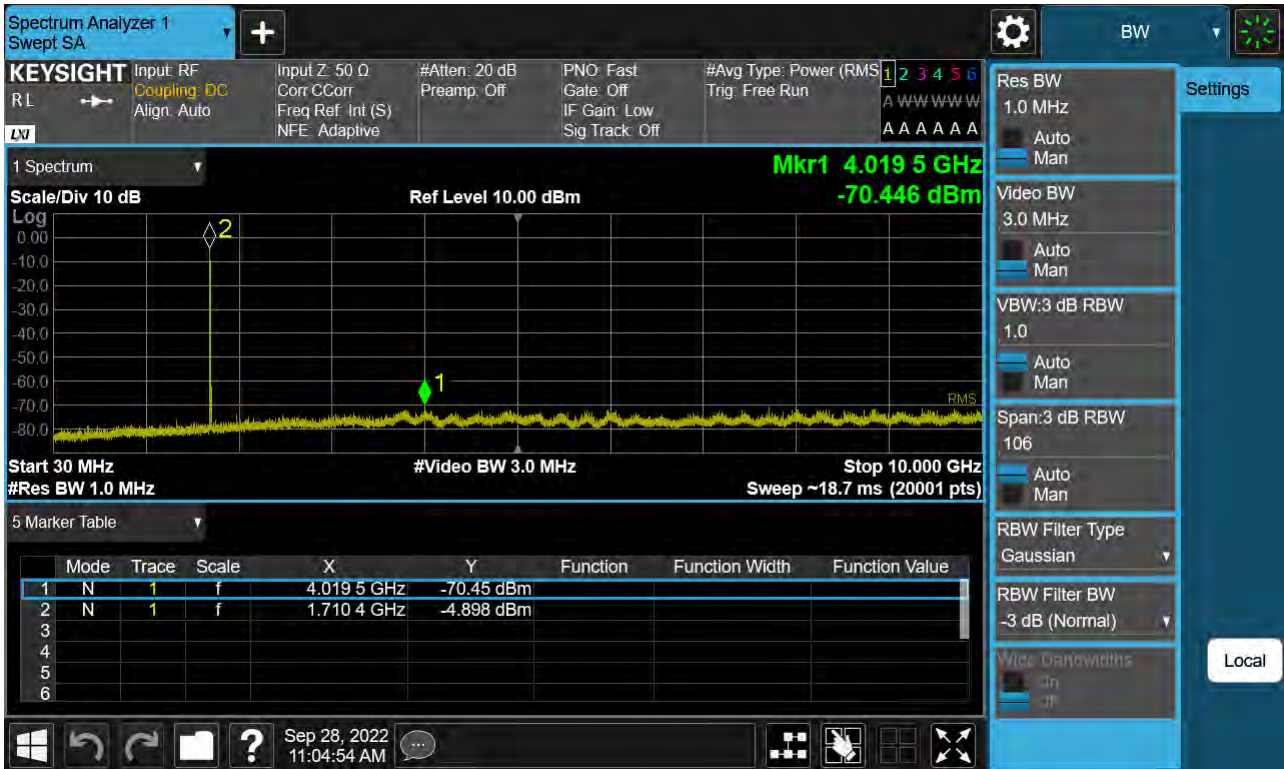 Spectrum Analyzer 1
Swept SA
+
BW
KEYSIGHT
RL
LXI
Input: RF
Coupling: DC
Align: Auto
Input Z: 50 Ω
Corr CCorr
Freq Ref: Int (S)
NFE: Adaptive
#Atten: 20 dB
Preamp: Off
PNO: Fast
Gate: Off
IF Gain: Low
Sig Track: Off
#Avg Type: Power (RMS
Trig: Free Run
1 2 3 4 5 6
A W W W W W
A A A A A A
1 Spectrum
Mkr1 4.019 5 GHz
Scale/Div 10 dB
Ref Level 10.00 dBm
-70.446 dBm
Log
0.00
-10.0
-20.0
-30.0
-40.0
-50.0
-60.0
-70.0
-80.0
2
1
RMS
Start 30 MHz
#Video BW 3.0 MHz
Stop 10.000 GHz
#Res BW 1.0 MHz
Sweep ~18.7 ms (20001 pts)
5 Marker Table
Mode Trace Scale X Y Function Function Width Function Value
1 N 1 f 4.019 5 GHz -70.45 dBm
2 N 1 f 1.710 4 GHz -4.898 dBm
3
4
5
6
Res BW
1.0 MHz
Auto
Man
Video BW
3.0 MHz
Auto
Man
VBW:3 dB RBW
1.0
Auto
Man
Span:3 dB RBW
106
Auto
Man
RBW Filter Type
Gaussian
RBW Filter BW
-3 dB (Normal)
Settings
Local
?
Sep 28, 2022
11:04:54 AM